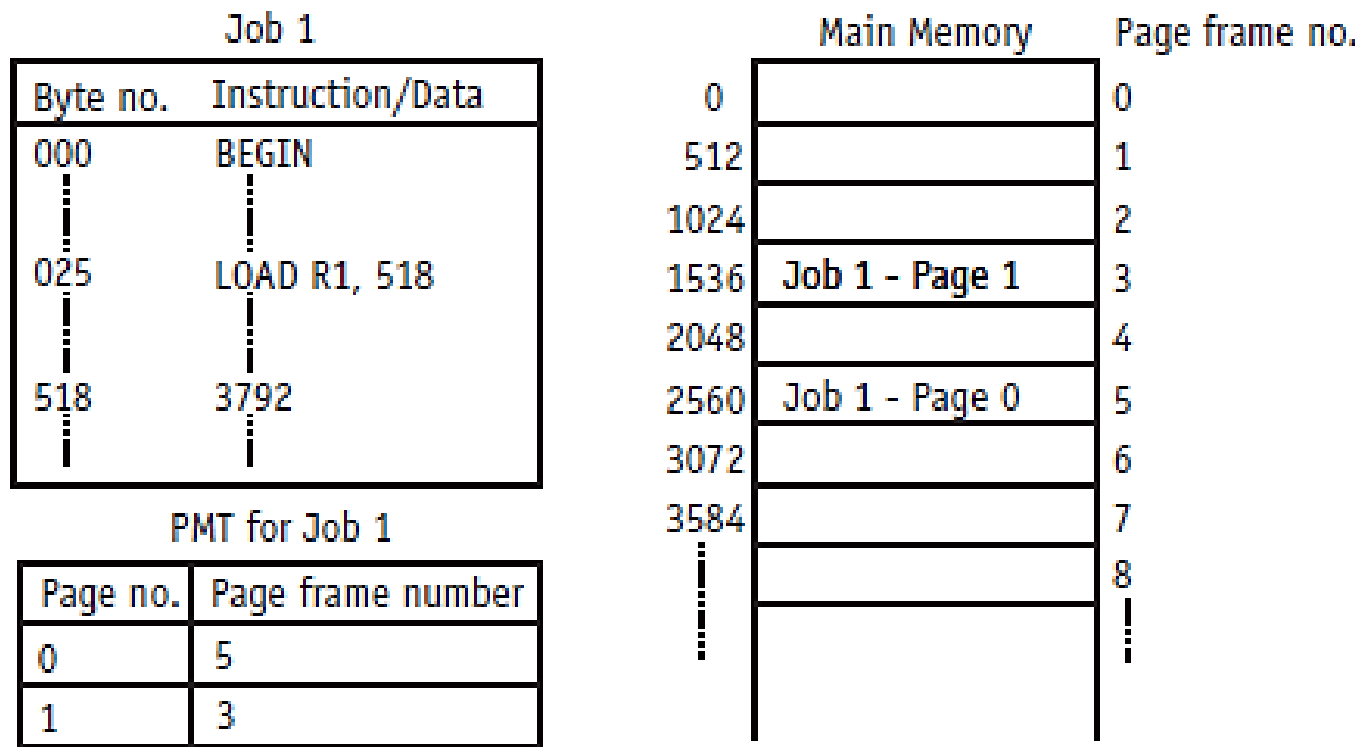 Job 1
Byte no. Instruction/Data
000 BEGIN
025 LOAD R1, 518
518 3792
PMT for Job 1
Page no. Page frame number
0 5
1 3
Main Memory Page frame no.
0 0
512 1
1024 2
1536 Job 1 - Page 1 3
2048 4
2560 Job 1 - Page 0 5
3072 6
3584 7
8